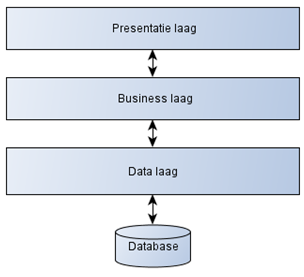 Presentatie laag
Business laag
Data laag
Database